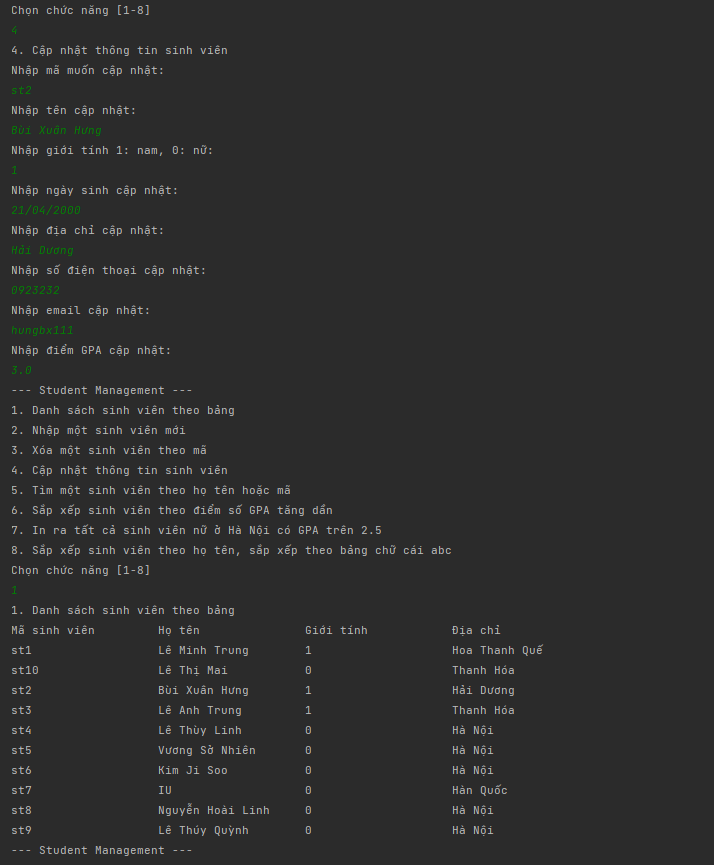 Chọn chức năng [1-8]
4
4. Cập nhật thông tin sinh viên
Nhập mã muốn cập nhật:
st2
Nhập tên cập nhật:
Bùi Xuân Hưng
Nhập giới tính 1: nam, 0: nữ:
1
Nhập ngày sinh cập nhật:
21/04/2000
Nhập địa chỉ cập nhật:
Hải Dương
Nhập số điện thoại cập nhật:
0923232
Nhập email cập nhật:
hungbx111
Nhập điểm GPA cập nhật:
3.0
--- Student Management ---
1. Danh sách sinh viên theo bảng
2. Nhập một sinh viên mới
3. Xóa một sinh viên theo mã
4. Cập nhật thông tin sinh viên
5. Tìm một sinh viên theo họ tên hoặc mã
6. Sắp xếp sinh viên theo điểm số GPA tăng dần
7. In ra tất cả sinh viên nữ ở Hà Nội có GPA trên 2.5
8. Sắp xếp sinh viên theo họ tên, sắp xếp theo bảng chữ cái abc
Chọn chức năng [1-8]
1
1. Danh sách sinh viên theo bảng
Mã sinh viên Họ tên Giới tính Địa chỉ
st1 Lê Minh Trung 1 Hoa Thanh Quế
st10 Lê Thị Mai 0 Thanh Hóa
st2 Bùi Xuân Hưng 1 Hải Dương
st3 Lê Anh Trung 1 Thanh Hóa
st4 Lê Thùy Linh 0 Hà Nội
st5 Vương Sở Nhiên 0 Hà Nội
st6 Kim Ji Soo 0 Hà Nội
st7 IU 0 Hàn Quốc
st8 Nguyễn Hoài Linh 0 Hà Nội
st9 Lê Thúy Quỳnh 0 Hà Nội
--- Student Management ---